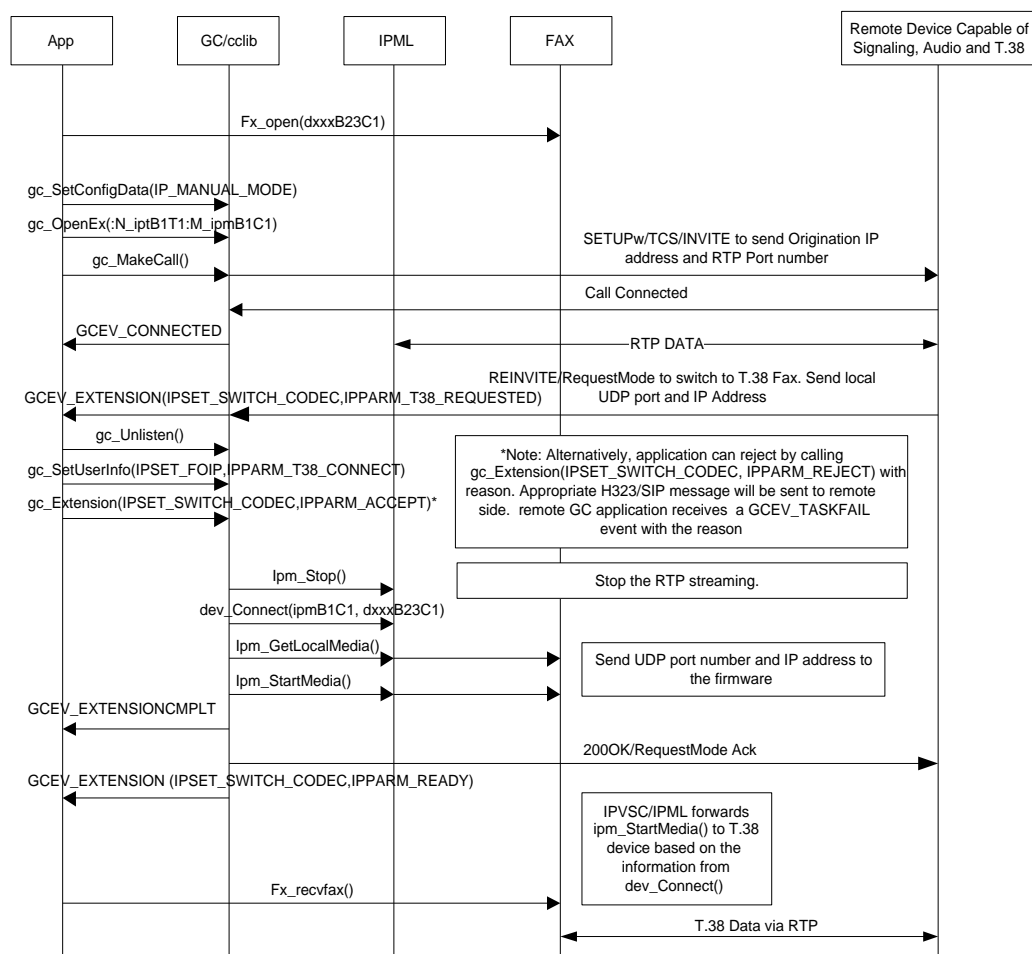 App
GC/cclib
IPML
FAX
Remote Device Capable of
Signaling, Audio and T.38
Fx_open(dxxxB23C1)
gc_SetConfigData(IP_MANUAL_MODE)
gc_OpenEx(:N_iptB1T1:M_ipmB1C1)
SETUPw/TCS/INVITE to send Origination IP
address and RTP Port number
gc_MakeCall()
Call Connected
GCEV_CONNECTED
RTP DATA
REINVITE/RequestMode to switch to T.38 Fax. Send local
UDP port and IP Address
GCEV_EXTENSION(IPSET_SWITCH_CODEC,IPPARM_T38_REQUESTED)
gc_Unlisten()
gc_SetUserInfo(IPSET_FOIP,IPPARM_T38_CONNECT)
gc_Extension(IPSET_SWITCH_CODEC,IPPARM_ACCEPT)*
*Note: Alternatively, application can reject by calling
gc_Extension(IPSET_SWITCH_CODEC, IPPARM_REJECT) with
reason. Appropriate H323/SIP message will be sent to remote
side. remote GC application receives a GCEV_TASKFAIL
event with the reason
Ipm_Stop()
Stop the RTP streaming.
dev_Connect(ipmB1C1, dxxxB23C1)
Ipm_GetLocalMedia()
Send UDP port number and IP address to
the firmware
Ipm_StartMedia()
GCEV_EXTENSIONCMPLT
200OK/RequestMode Ack
GCEV_EXTENSION (IPSET_SWITCH_CODEC,IPPARM_READY)
IPVSC/IPML forwards
ipm_StartMedia() to T.38
device based on the
information from
dev_Connect()
Fx_recvfax()
T.38 Data via RTP